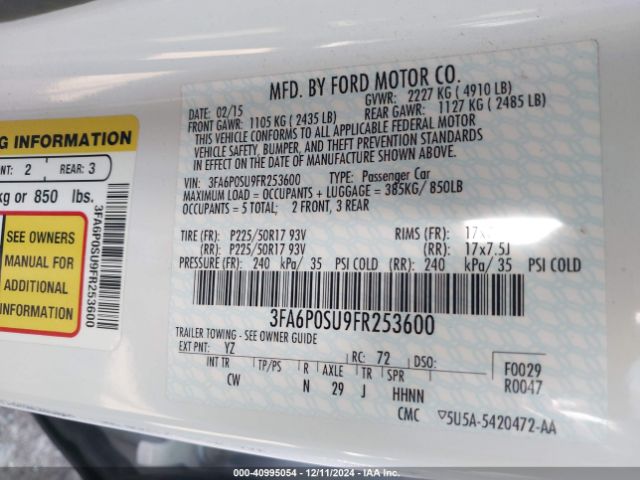 MFD. BY FORD MOTOR CO.
DATE: 02/15
GVWR: 2227 KG ( 4910 LB)
FRONT GAWR: 1105 KG ( 2435 LB)
REAR GAWR: 1127 KG ( 2485 LB)
THIS VEHICLE CONFORMS TO ALL APPLICABLE FEDERAL MOTOR
VEHICLE SAFETY, BUMPER, AND THEFT PREVENTION STANDARDS
IN EFFECT ON THE DATE OF MANUFACTURE SHOWN ABOVE.
VIN: 3FA6P0SU9FR253600 TYPE: Passenger Car
MAXIMUM LOAD = OCCUPANTS + LUGGAGE = 385KG/ 850LB
OCCUPANTS = 5 TOTAL; 2 FRONT, 3 REAR
TIRE (FR): P225/50R17 93V RIMS (FR): 17
(RR): P225/50R17 93V (RR): 17x7.5J
PRESSURE (FR): 240 kPa/ 35 PSI COLD (RR): 240 kPa/ 35 PSI COLD
3FA6P0SU9FR253600
TRAILER TOWING - SEE OWNER GUIDE
EXT PNT: YZ RC: 72 DSO:
F0029
INT TR TP/PS R AXLE TR SPR
R0047
CW N 29 J HHNN
CMC 5U5A-5420472-AA
INFORMATION
2 REAR: 3
kg or 850 lbs.
SEE OWNERS
MANUAL FOR
ADDITIONAL
INFORMATION
3FA6P0SU9FR253600
000-40995054 | 12/11/2024 | IAA Inc.